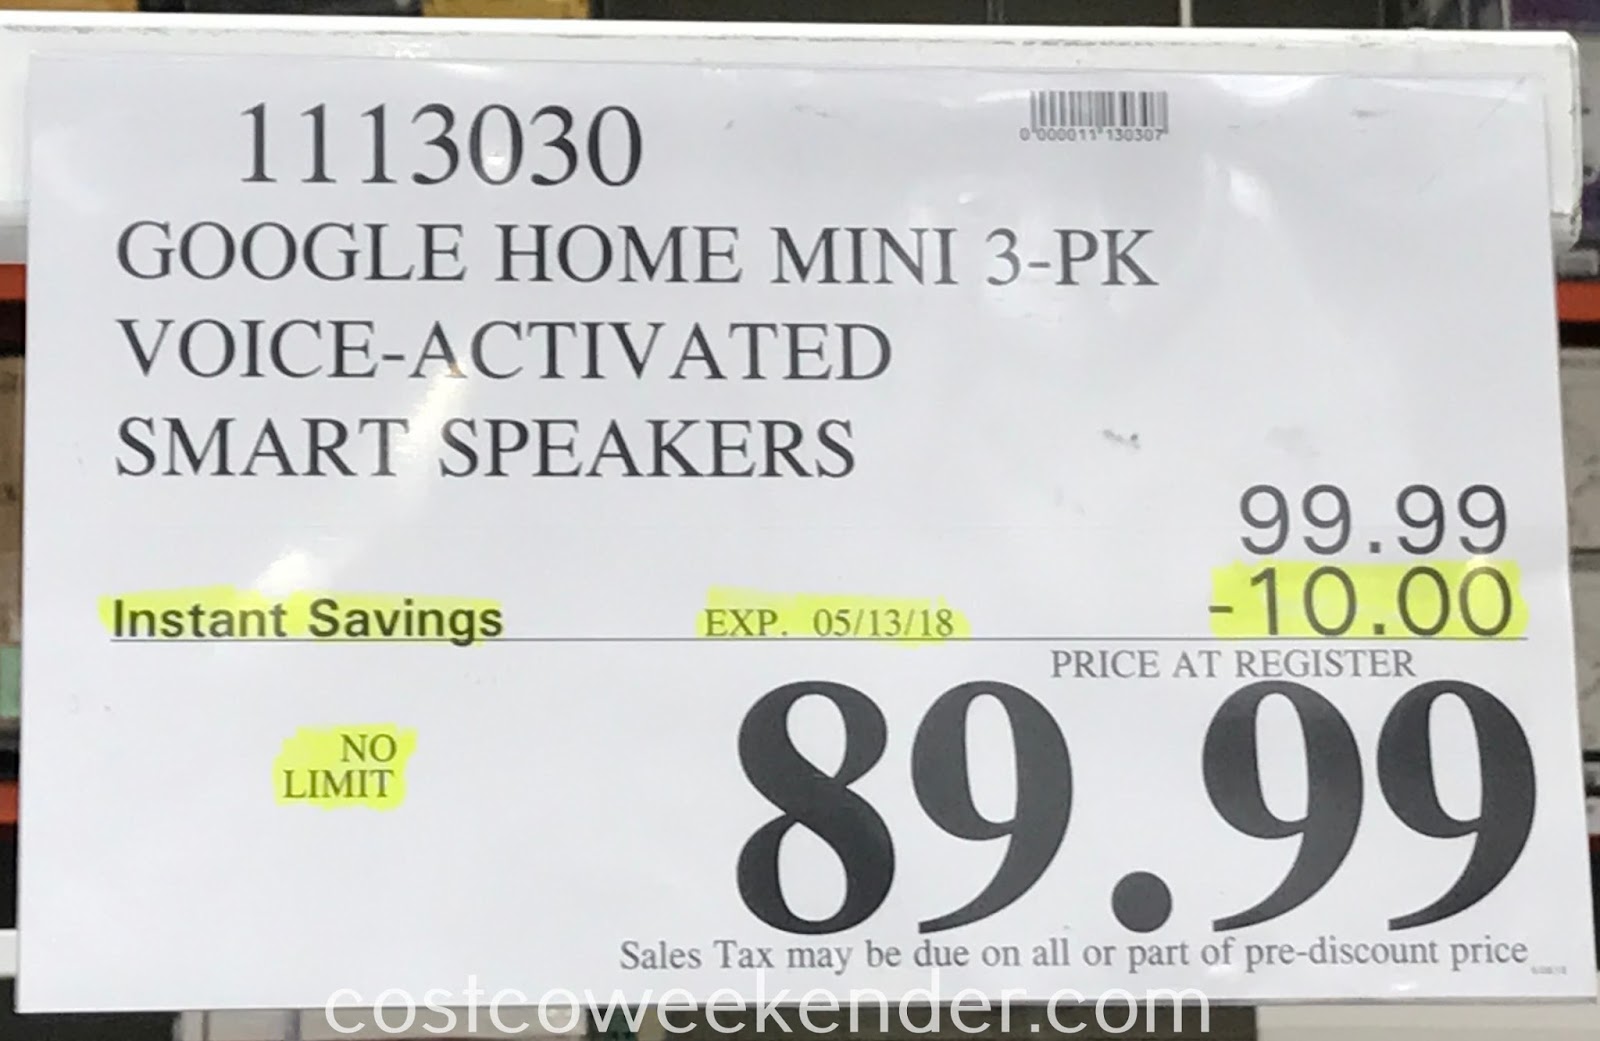 1113030
0 000011 130307
GOOGLE HOME MINI 3-PK
VOICE-ACTIVATED
SMART SPEAKERS
99.99
Instant Savings EXP. 05/13/18 -10.00
PRICE AT REGISTER
NO
LIMIT
89.99
Sales Tax may be due on all or part of pre-discount price
costcoweekender.com